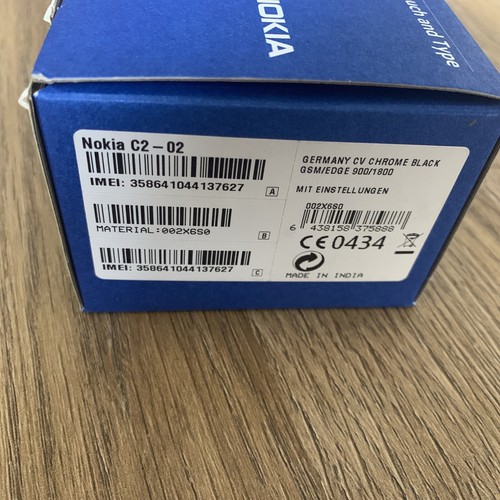 NOKIA
uch and Type
Nokia C2-02
IMEI: 358641044137627
A
MATERIAL:002X6S0
B
IMEI: 358641044137627
C
GERMANY CV CHROME BLACK
GSM/EDGE 900/1800
MIT EINSTELLUNGEN
002X6S0
6 438158 375888
CE0434
MADE IN INDIA